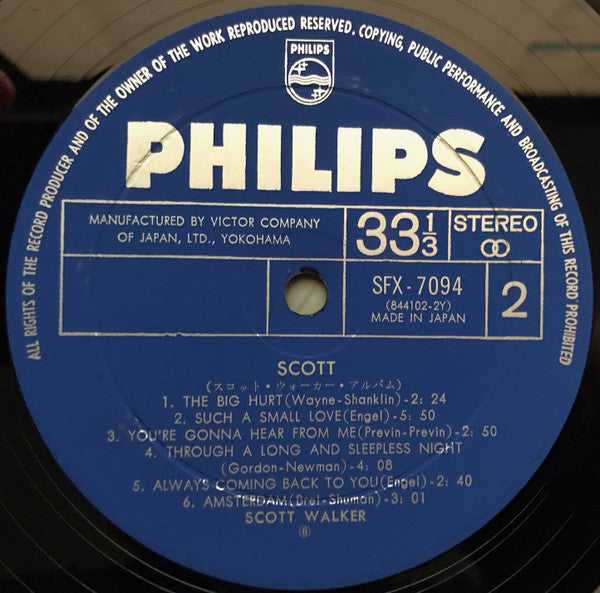 ALL RIGHTS OF THE RECORD PRODUCER AND OF THE OWNER OF THE WORK REPRODUCED RESERVED. COPYING, PUBLIC PERFORMANCE AND BROADCASTING OF THIS RECORD PROHIBITED
PHILIPS
PHILIPS
MANUFACTURED BY VICTOR COMPANY
OF JAPAN, LTD., YOKOHAMA
33 1/3
STEREO
SFX-7094
(844102-2Y)
MADE IN JAPAN
2
SCOTT
(スコット・ウォーカー・アルバム)
1. THE BIG HURT(Wayne-Shanklin)-2: 24
2. SUCH A SMALL LOVE(Engel)-5: 50
3. YOU'RE GONNA HEAR FROM ME(Previn-Previn)-2: 50
4. THROUGH A LONG AND SLEEPLESS NIGHT
(Gordon-Newman)-4: 08
5. ALWAYS COMING BACK TO YOU(Engel)-2: 40
6. AMSTERDAM(Brel-Shuman)-3: 01
SCOTT WALKER
⑥